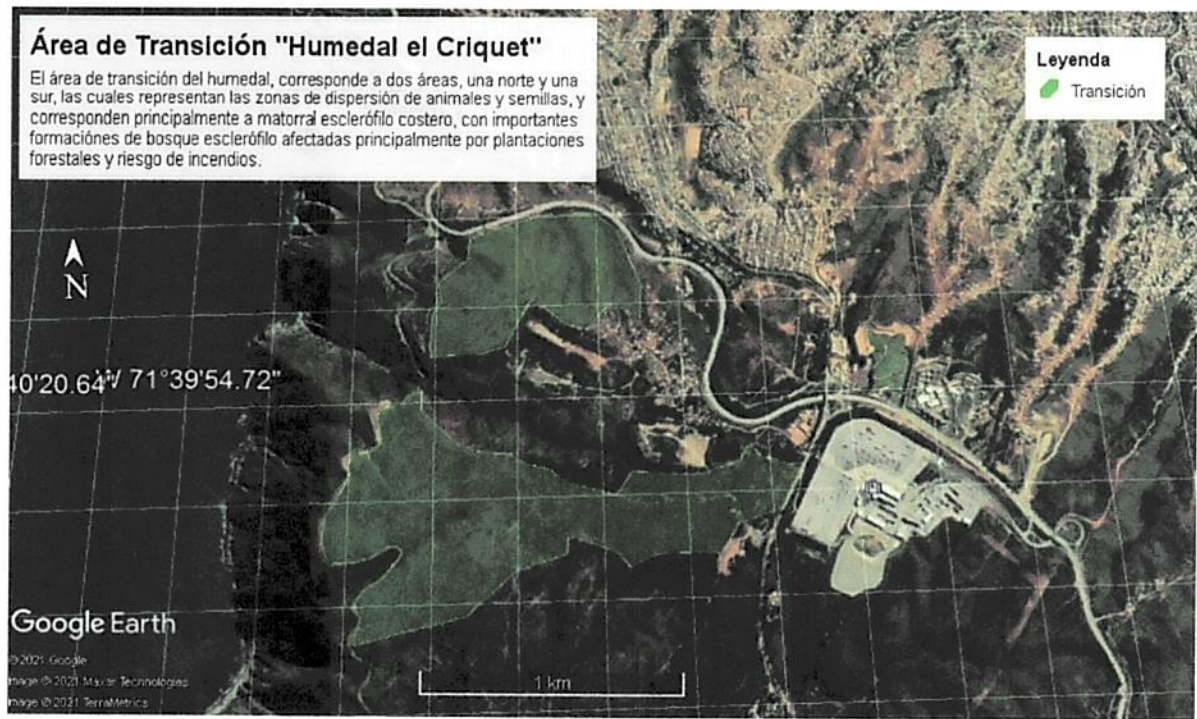 Área de Transición "Humedal el Criquet"
El área de transición del humedal, corresponde a dos áreas, una norte y una
sur, las cuales representan las zonas de dispersión de animales y semillas, y
corresponden principalmente a matorral esclerófilo costero, con importantes
formaciónes de bosque esclerófilo afectadas principalmente por plantaciones
forestales y riesgo de incendios.
Leyenda
Transición
N
40'20.64" W 71°39'54.72"
Google Earth
© 2021 Google
Image © 2021 Maxar Technologies
Image © 2021 TerraMetrics
1 km